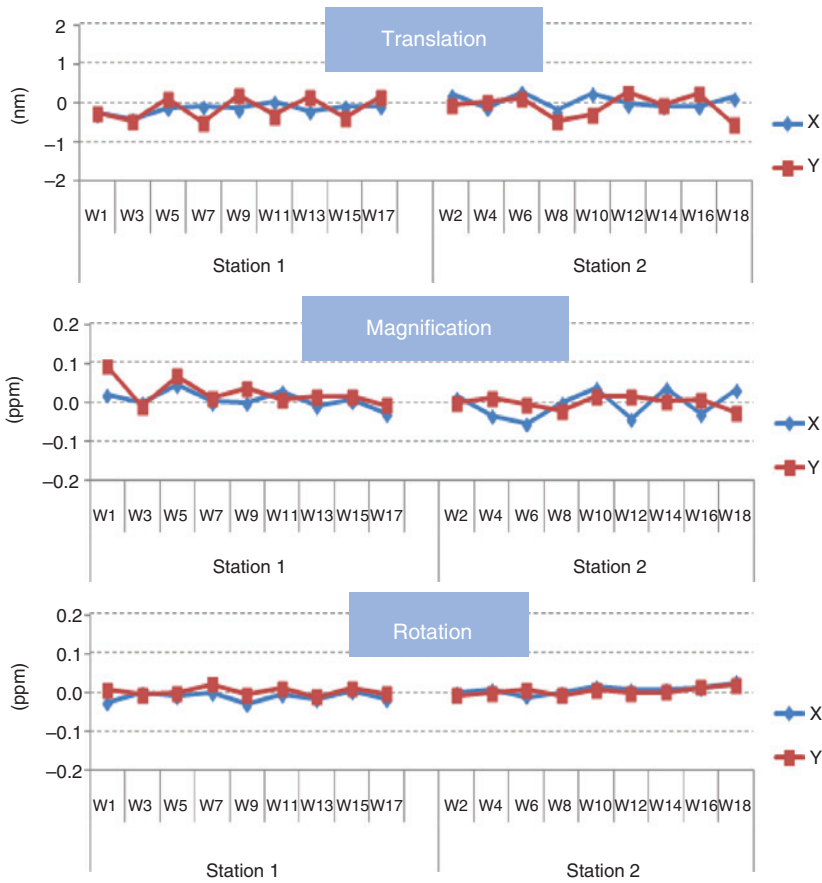 Translation
2
1
0
–1
–2
(nm)
W1 W3 W5 W7 W9 W11 W13 W15 W17 W2 W4 W6 W8 W10 W12 W14 W16 W18
Station 1 Station 2
X
Y
Magnification
0.2
0.1
0.0
–0.1
–0.2
(ppm)
W1 W3 W5 W7 W9 W11 W13 W15 W17 W2 W4 W6 W8 W10 W12 W14 W16 W18
Station 1 Station 2
X
Y
Rotation
0.2
0.1
0.0
–0.1
–0.2
(ppm)
W1 W3 W5 W7 W9 W11 W13 W15 W17 W2 W4 W6 W8 W10 W12 W14 W16 W18
Station 1 Station 2
X
Y